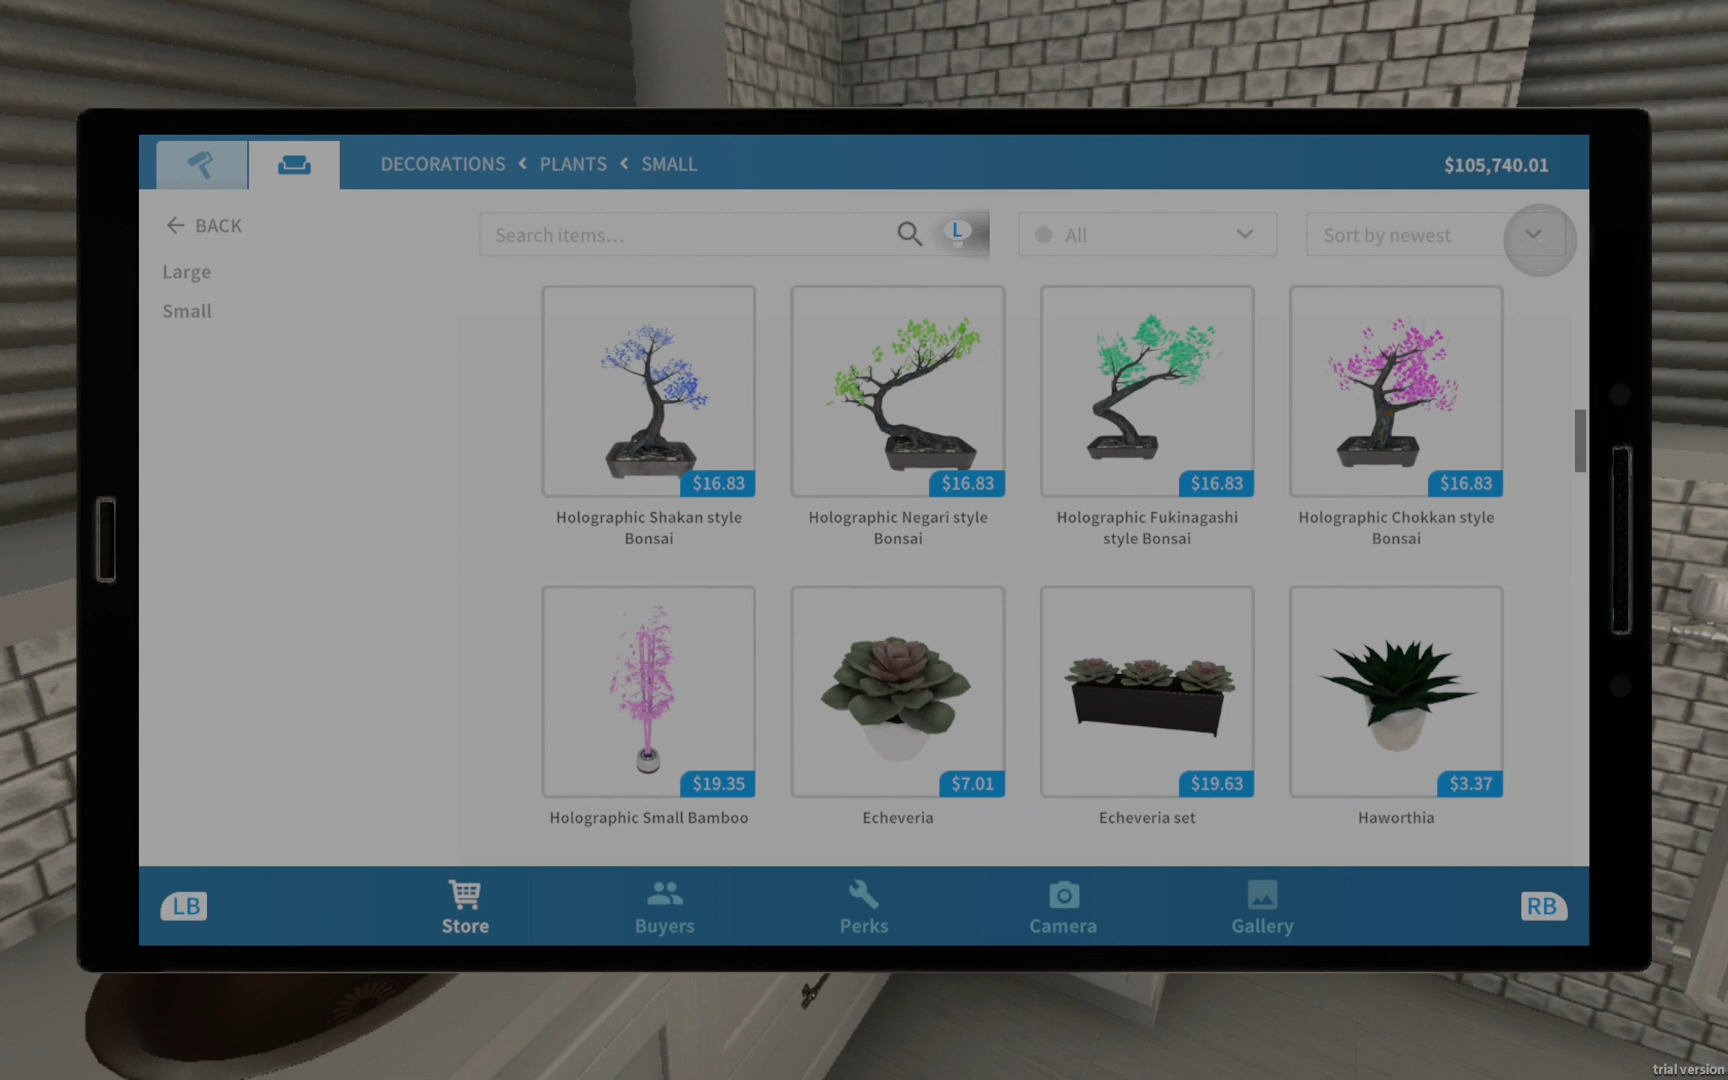 DECORATIONS < PLANTS < SMALL
$105,740.01
BACK
Search items...
L
All
Sort by newest
Large
Small
$16.83
$16.83
$16.83
$16.83
Holographic Shakan style
Bonsai
Holographic Negari style
Bonsai
Holographic Fukinagashi
style Bonsai
Holographic Chokkan style
Bonsai
$19.35
$7.01
$19.63
$3.37
Holographic Small Bamboo
Echeveria
Echeveria set
Haworthia
LB
Store
Buyers
Perks
Camera
Gallery
RB
trial version